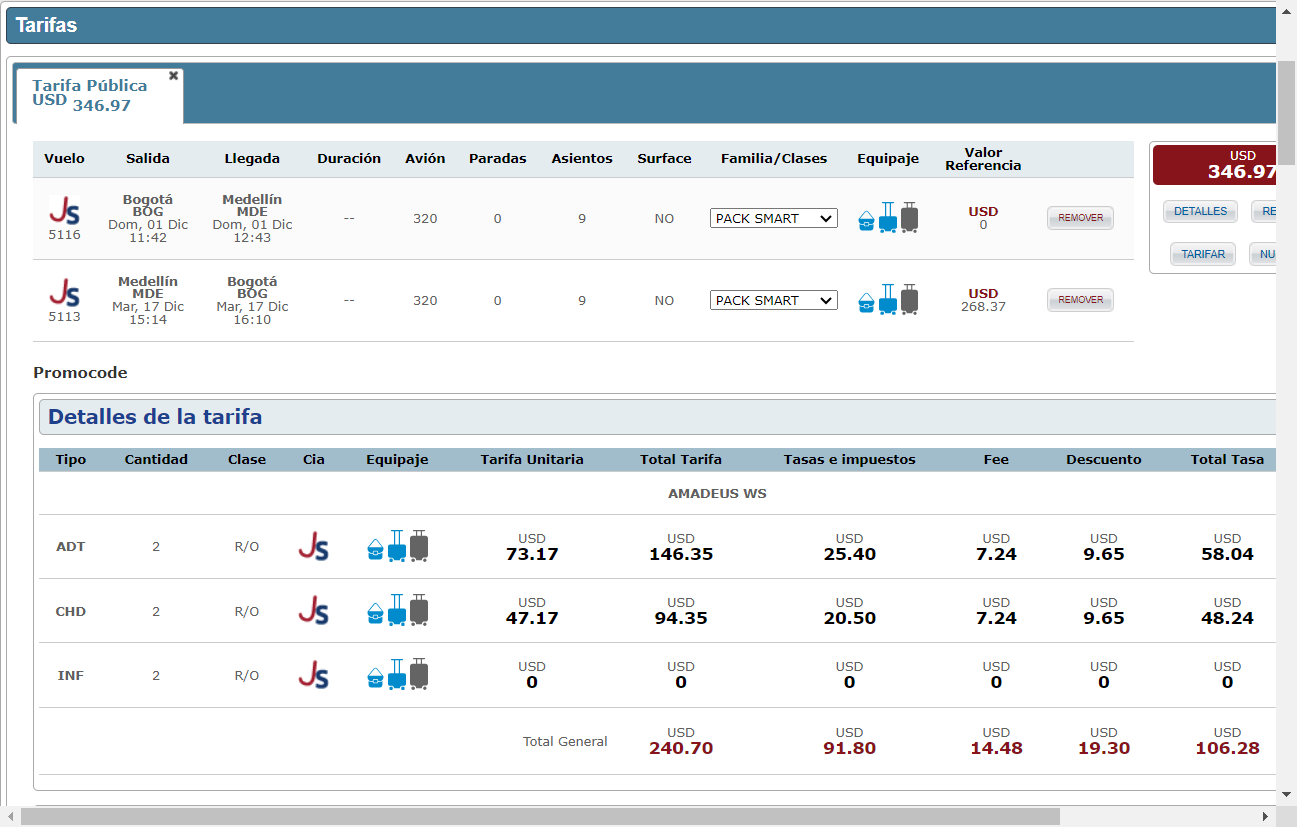 Tarifas
Tarifa Pública
USD 346.97
Vuelo Salida Llegada Duración Avión Paradas Asientos Surface Familia/Clases Equipaje Valor Referencia
JS 5116 Bogotá BOG Dom, 01 Dic 11:42 Medellín MDE Dom, 01 Dic 12:43 -- 320 0 9 NO PACK SMART USD 0 REMOVER
JS 5113 Medellín MDE Mar, 17 Dic 15:14 Bogotá BOG Mar, 17 Dic 16:10 -- 320 0 9 NO PACK SMART USD 268.37 REMOVER
USD
346.97
DETALLES RE
TARIFAR NU
Promocode
Detalles de la tarifa
Tipo Cantidad Clase Cia Equipaje Tarifa Unitaria Total Tarifa Tasas e impuestos Fee Descuento Total Tasa
AMADEUS WS
ADT 2 R/O JS USD 73.17 USD 146.35 USD 25.40 USD 7.24 USD 9.65 USD 58.04
CHD 2 R/O JS USD 47.17 USD 94.35 USD 20.50 USD 7.24 USD 9.65 USD 48.24
INF 2 R/O JS USD 0 USD 0 USD 0 USD 0 USD 0 USD 0
Total General USD 240.70 USD 91.80 USD 14.48 USD 19.30 USD 106.28